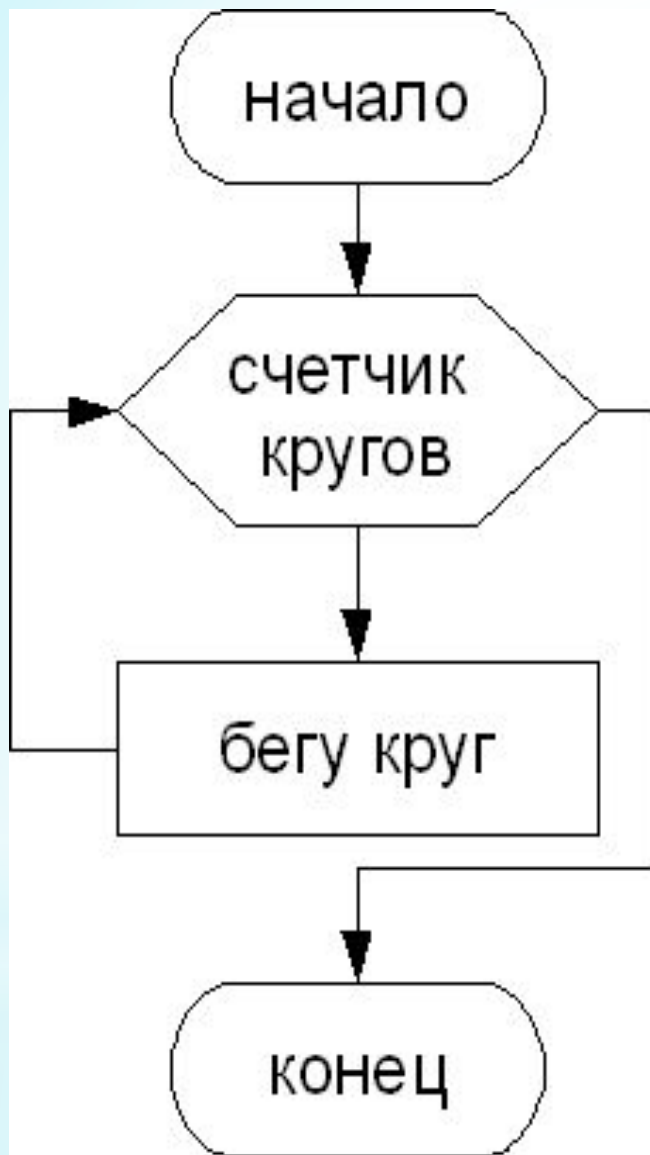 начало
счетчик
кругов
бегу круг
конец